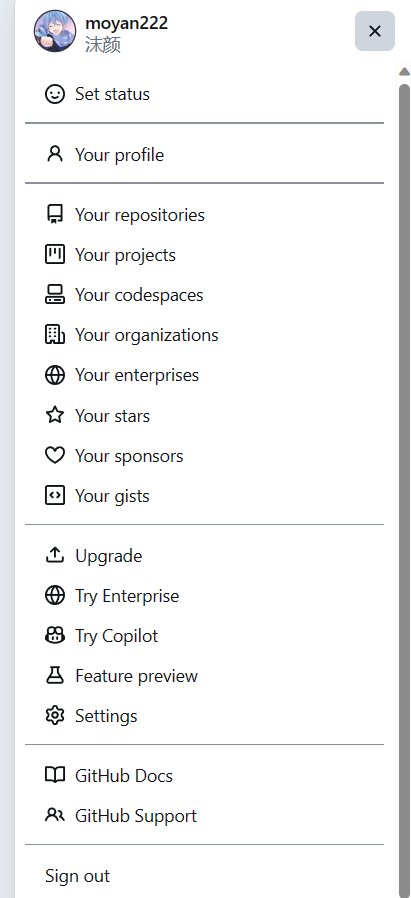 moyan222
沫颜
Set status
Your profile
Your repositories
Your projects
Your codespaces
Your organizations
Your enterprises
Your stars
Your sponsors
Your gists
Upgrade
Try Enterprise
Try Copilot
Feature preview
Settings
GitHub Docs
GitHub Support
Sign out